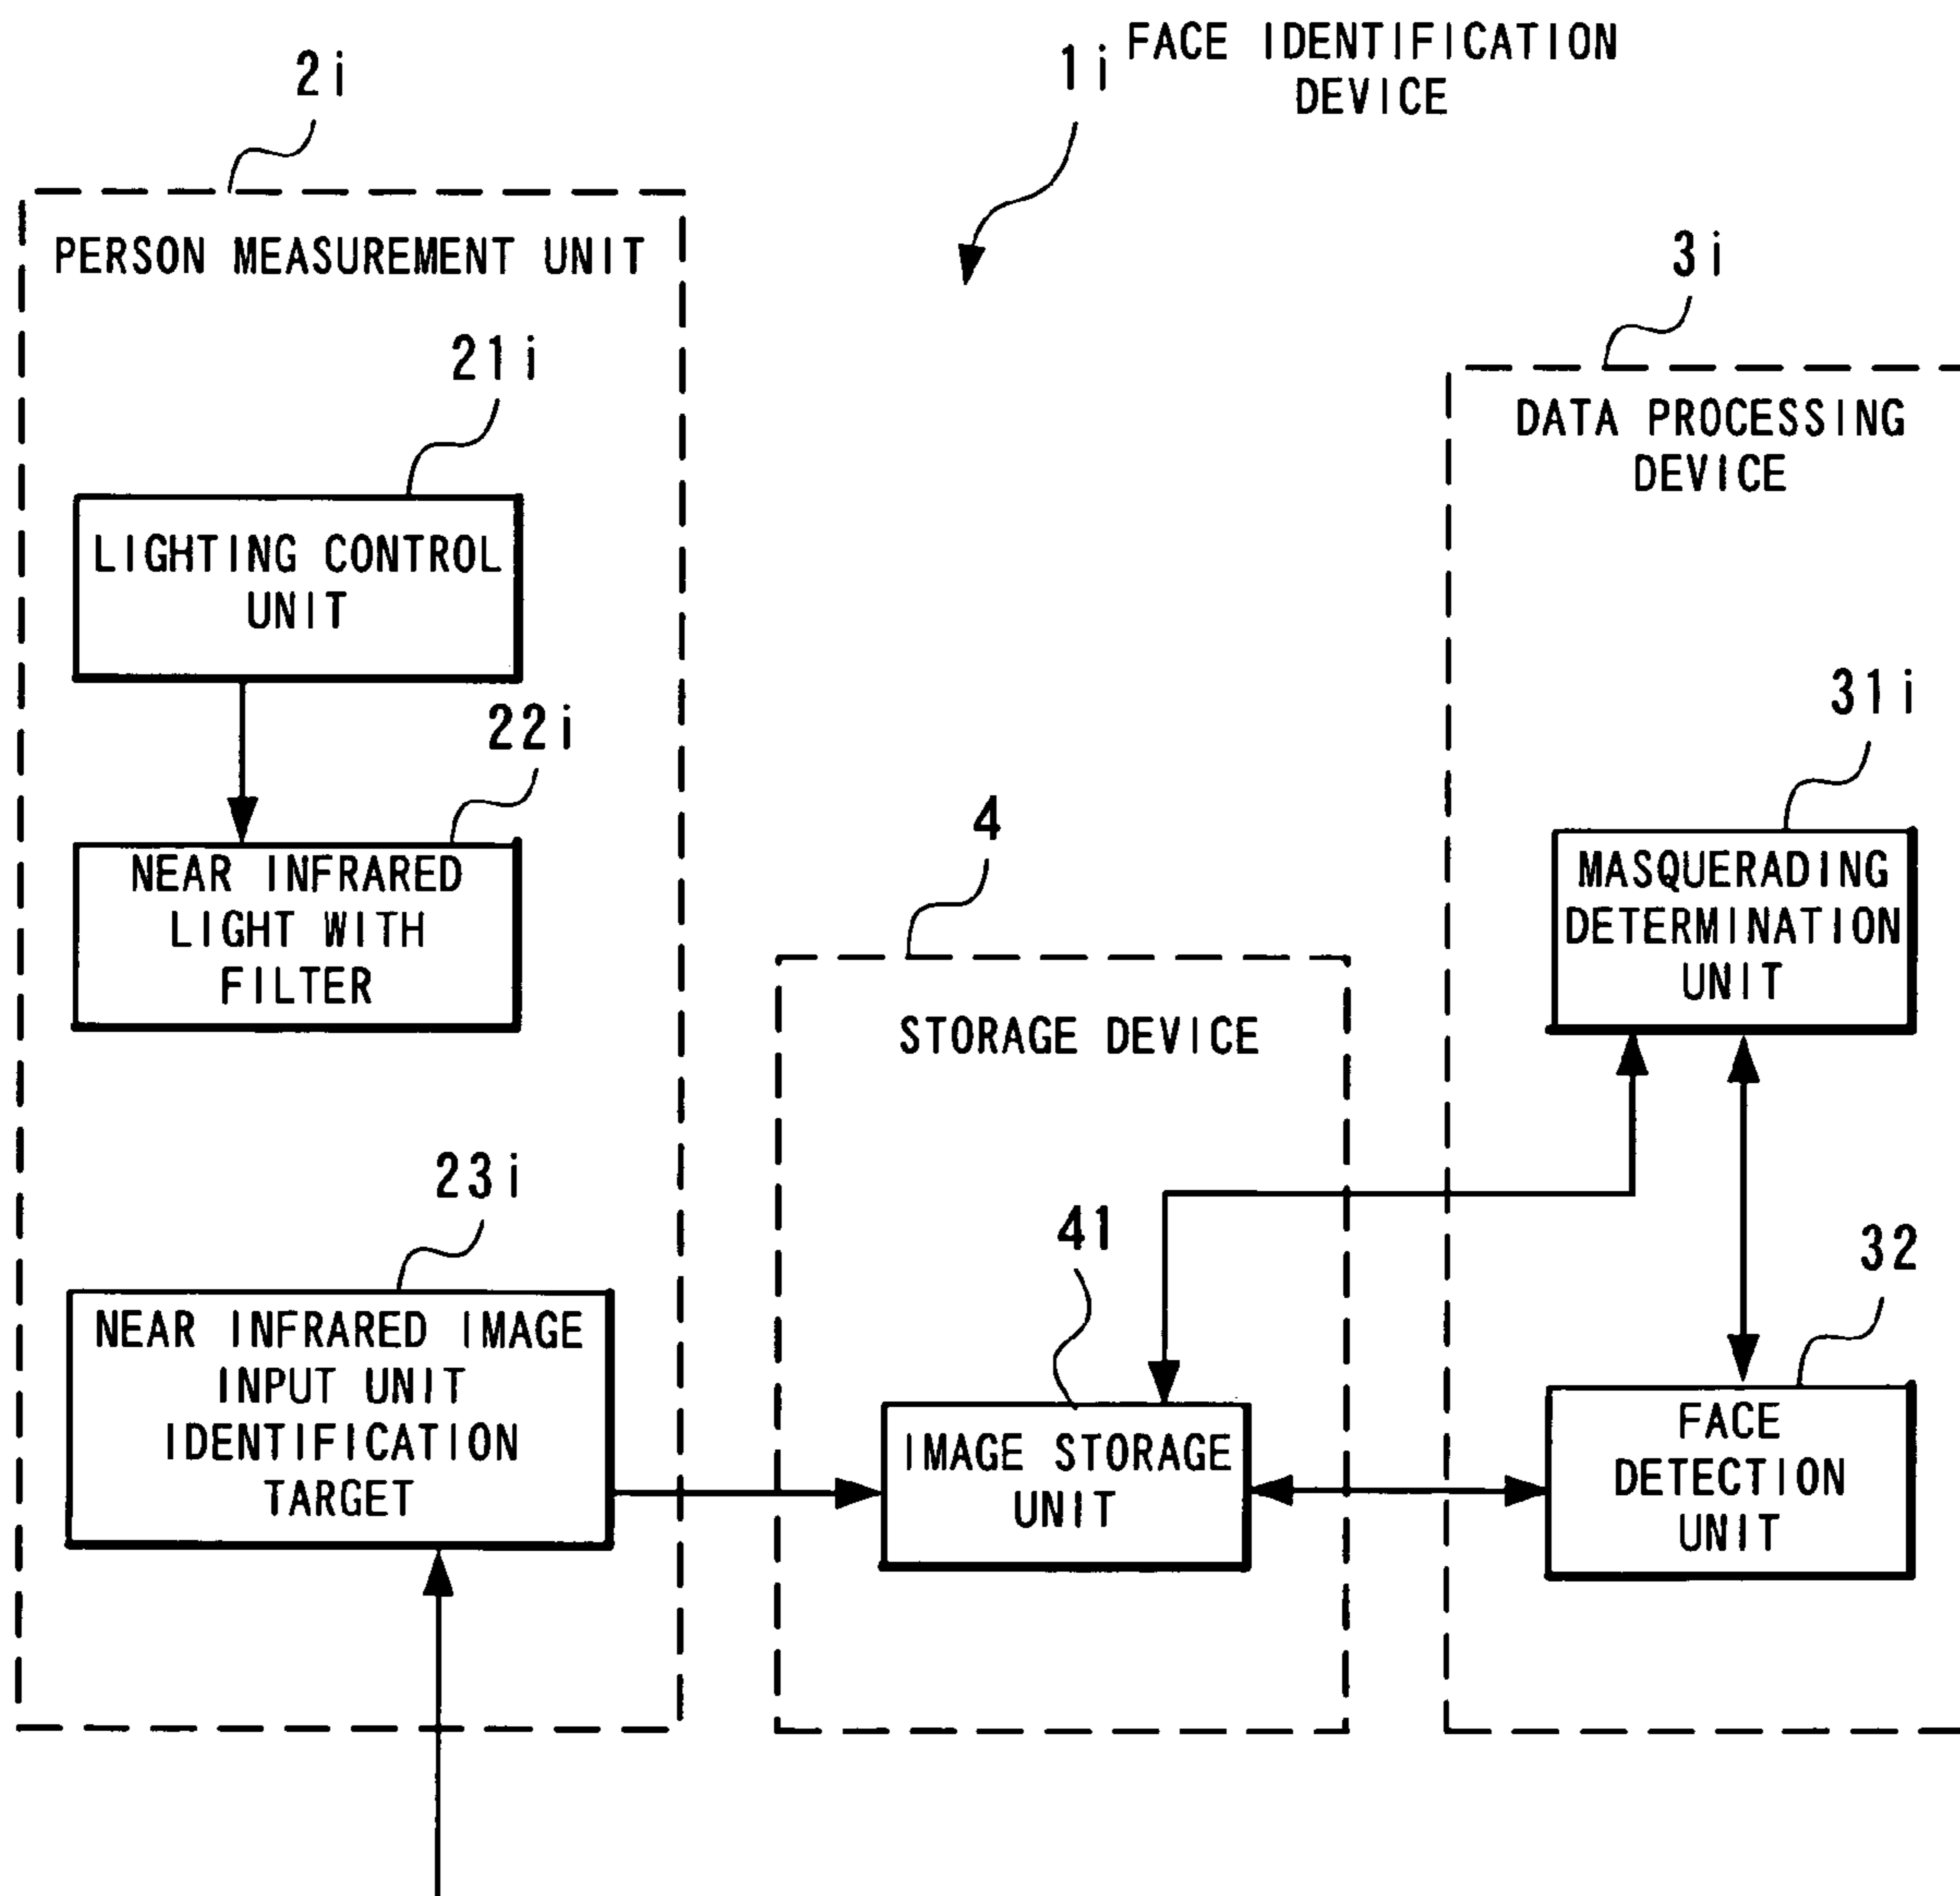 1i FACE IDENTIFICATION
DEVICE
2i
PERSON MEASUREMENT UNIT
21i
LIGHTING CONTROL
UNIT
22i
NEAR INFRARED
LIGHT WITH
FILTER
23i
NEAR INFRARED IMAGE
INPUT UNIT
IDENTIFICATION
TARGET
4
STORAGE DEVICE
41
IMAGE STORAGE
UNIT
3i
DATA PROCESSING
DEVICE
31i
MASQUERADING
DETERMINATION
UNIT
32
FACE
DETECTION
UNIT